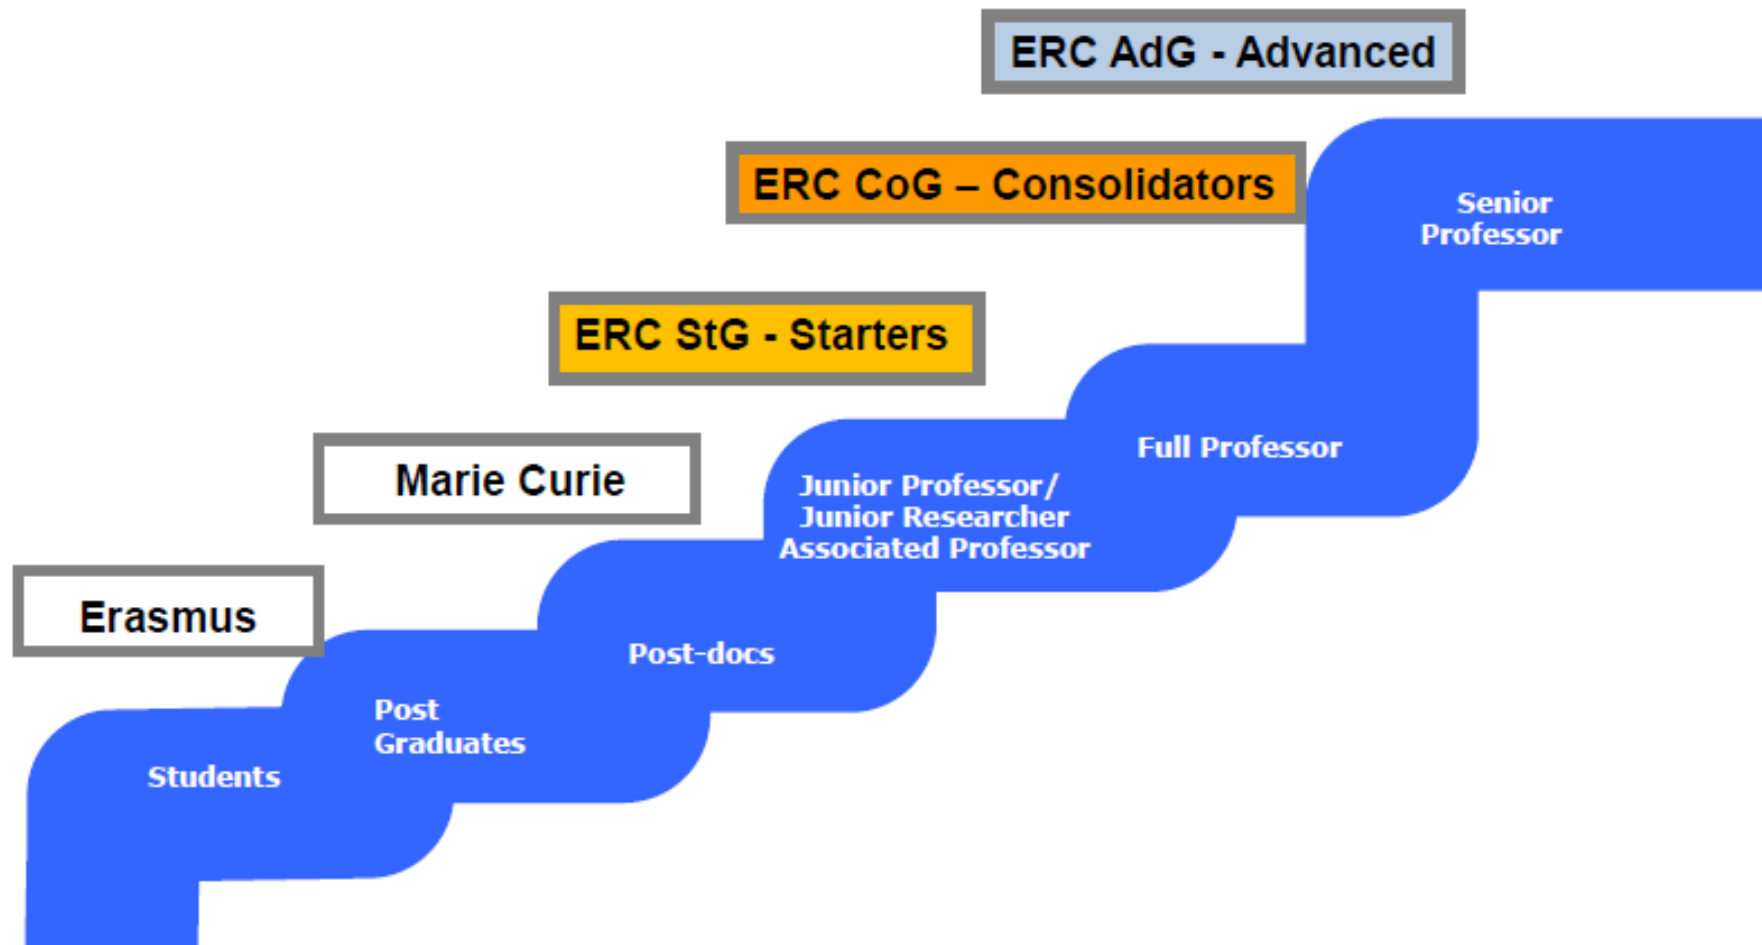 ERC AdG - Advanced
ERC CoG – Consolidators
Senior
Professor
ERC StG - Starters
Full Professor
Marie Curie
Junior Professor/
Junior Researcher
Associated Professor
Erasmus
Post-docs
Post
Graduates
Students